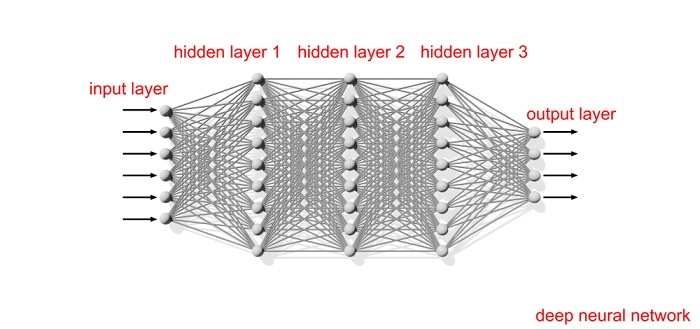 hidden layer 1 hidden layer 2 hidden layer 3
input layer
output layer
deep neural network